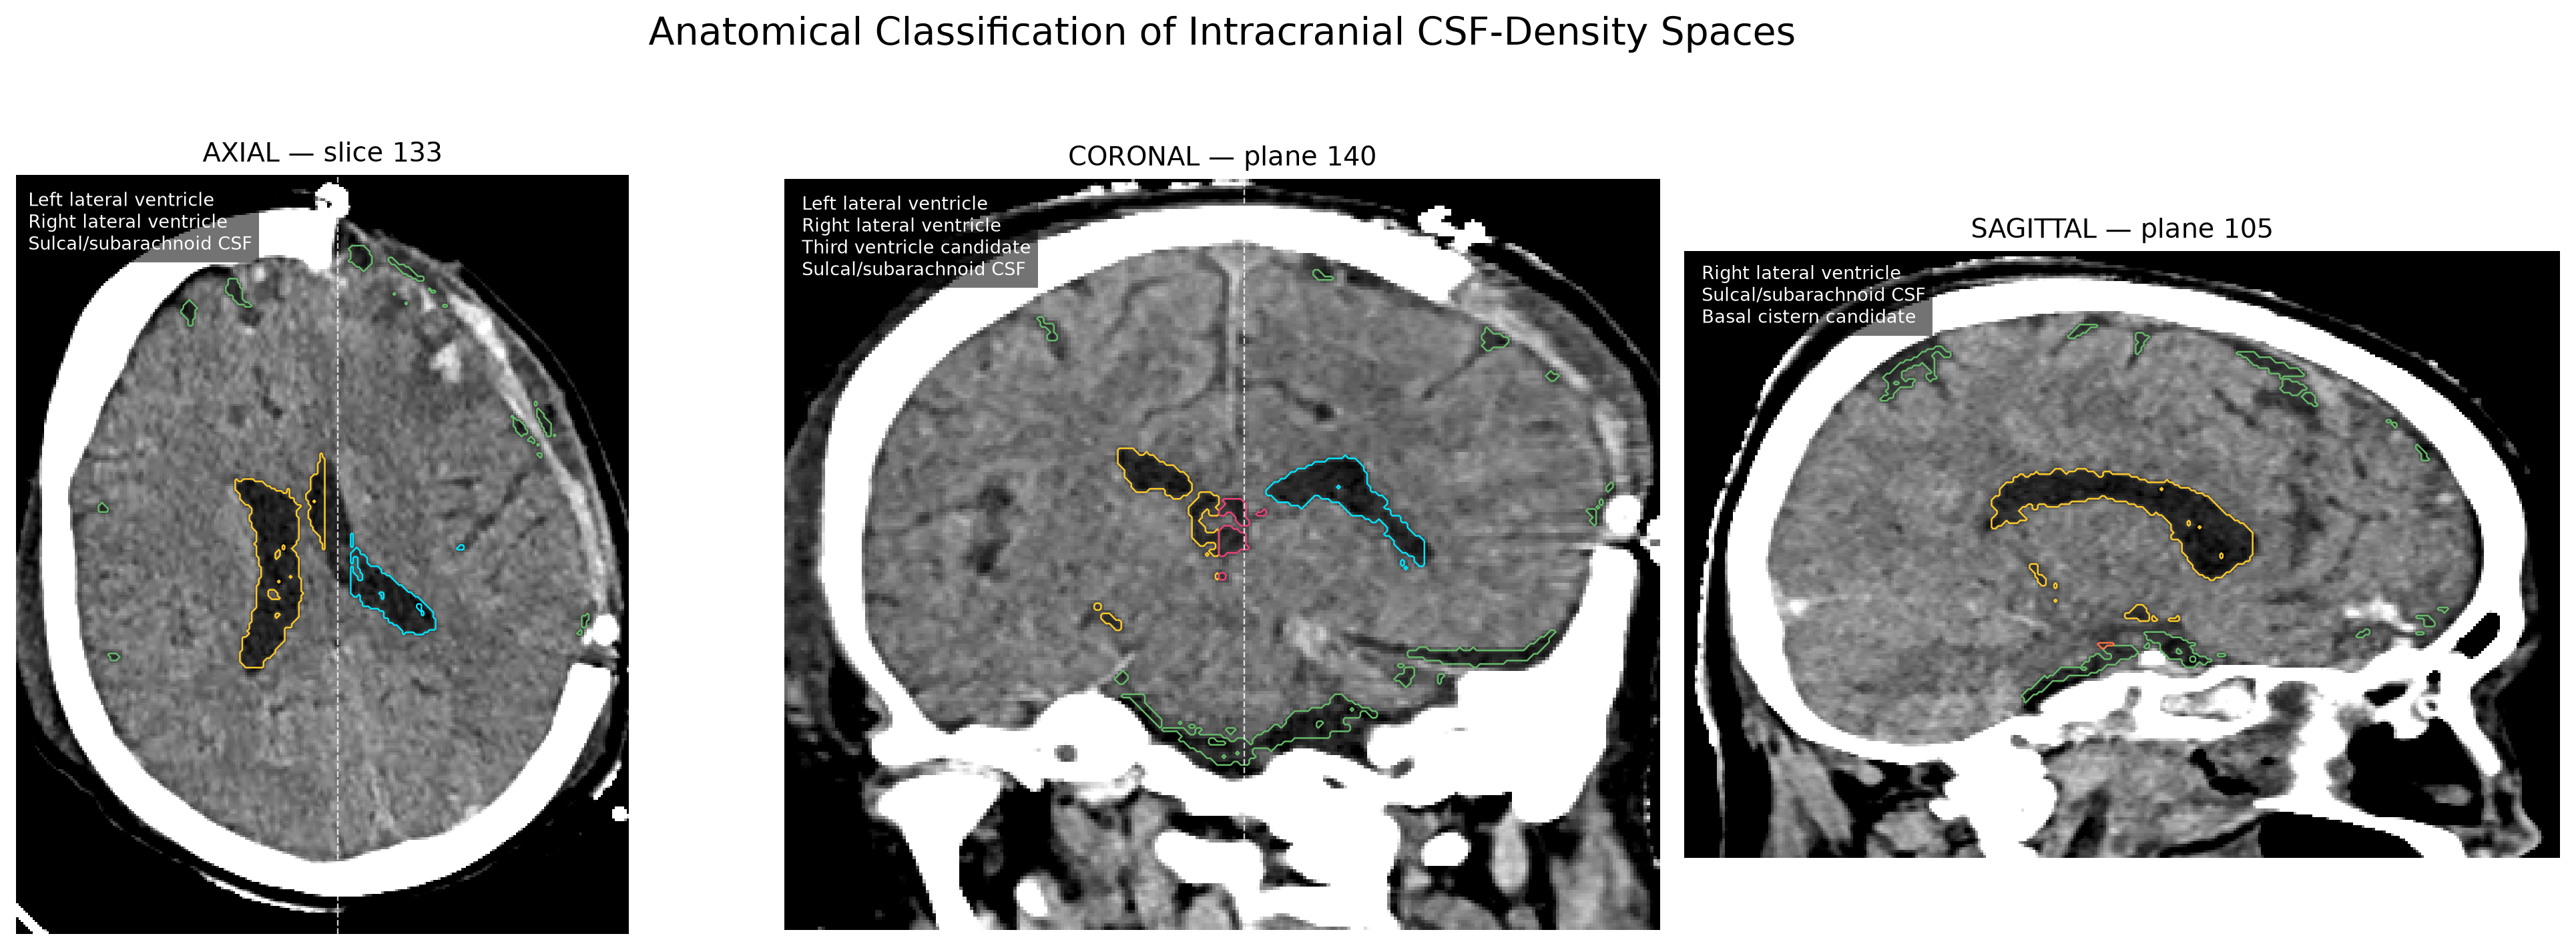 Anatomical Classification of Intracranial CSF-Density Spaces
AXIAL — slice 133
Left lateral ventricle
Right lateral ventricle
Sulcal/subarachnoid CSF
CORONAL — plane 140
Left lateral ventricle
Right lateral ventricle
Third ventricle candidate
Sulcal/subarachnoid CSF
SAGITTAL — plane 105
Right lateral ventricle
Sulcal/subarachnoid CSF
Basal cistern candidate